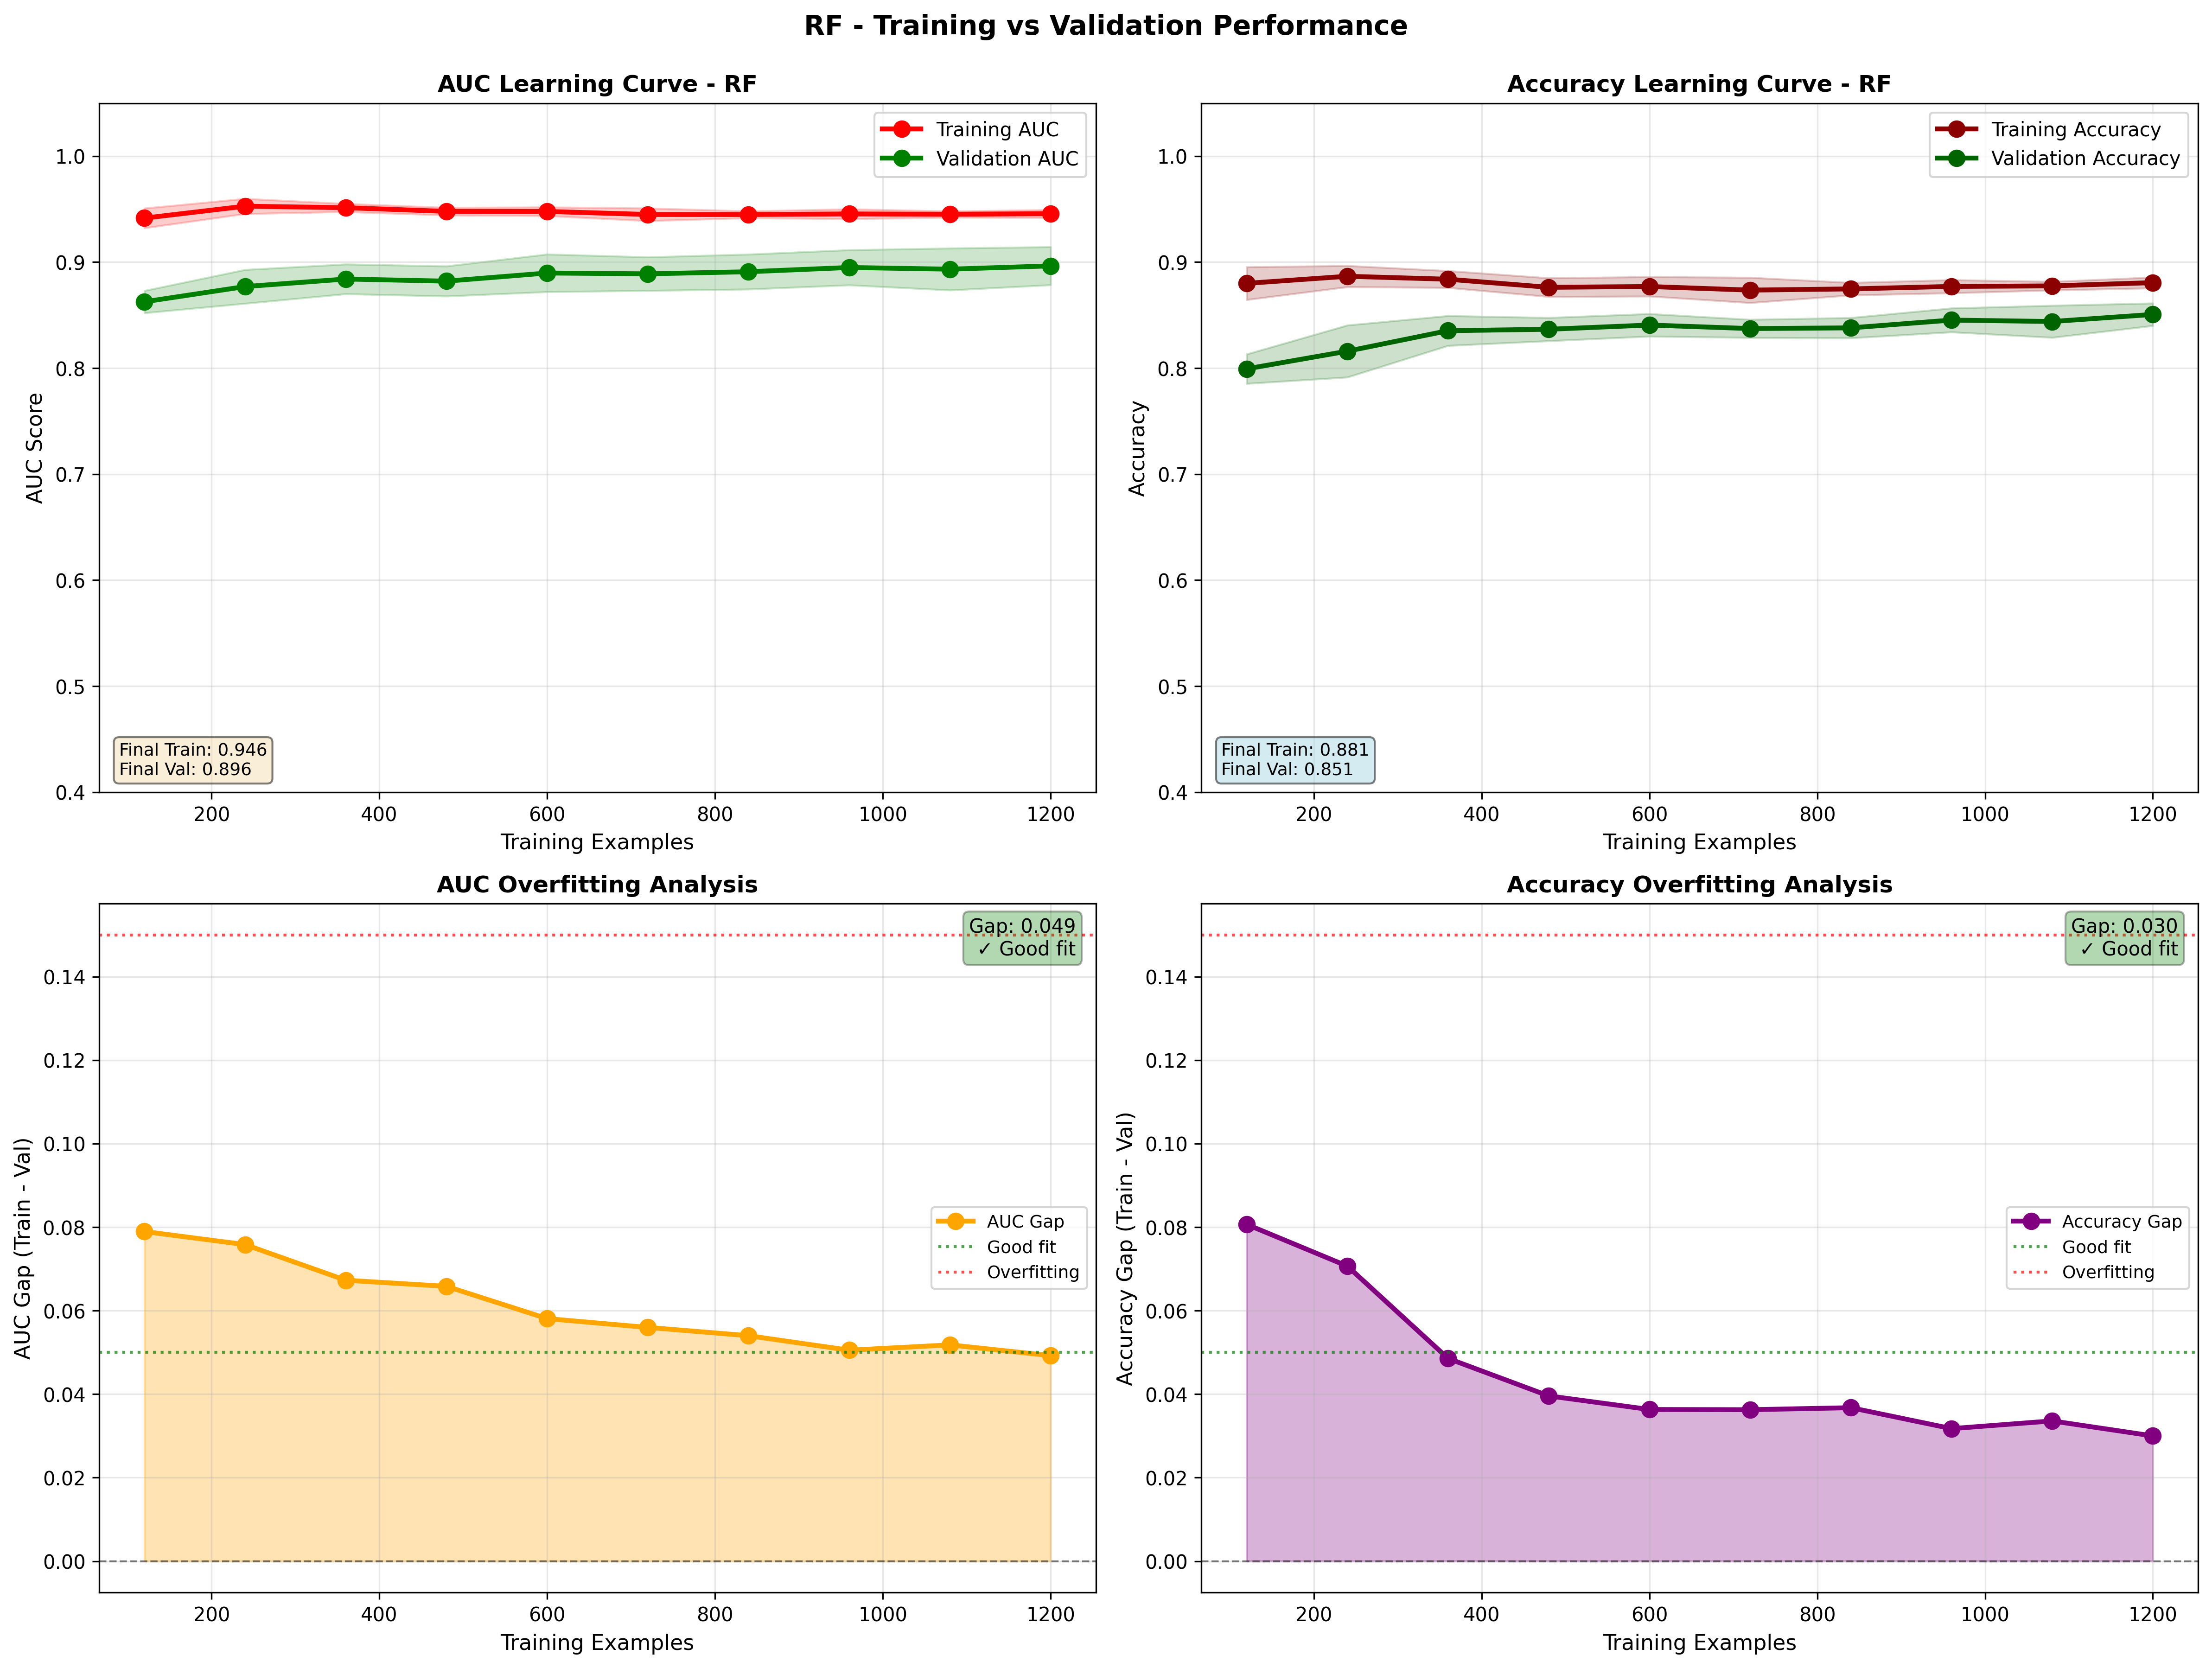 RF - Training vs Validation Performance
AUC Learning Curve - RF
Training AUC
Validation AUC
1.0
0.9
0.8
0.7
0.6
0.5
0.4
AUC Score
Final Train: 0.946
Final Val: 0.896
200 400 600 800 1000 1200
Training Examples
Accuracy Learning Curve - RF
Training Accuracy
Validation Accuracy
1.0
0.9
0.8
0.7
0.6
0.5
0.4
Accuracy
Final Train: 0.881
Final Val: 0.851
200 400 600 800 1000 1200
Training Examples
AUC Overfitting Analysis
Gap: 0.049
✓ Good fit
0.14
0.12
0.10
0.08
0.06
0.04
0.02
0.00
AUC Gap (Train - Val)
AUC Gap
Good fit
Overfitting
200 400 600 800 1000 1200
Training Examples
Accuracy Overfitting Analysis
Gap: 0.030
✓ Good fit
0.14
0.12
0.10
0.08
0.06
0.04
0.02
0.00
Accuracy Gap (Train - Val)
Accuracy Gap
Good fit
Overfitting
200 400 600 800 1000 1200
Training Examples